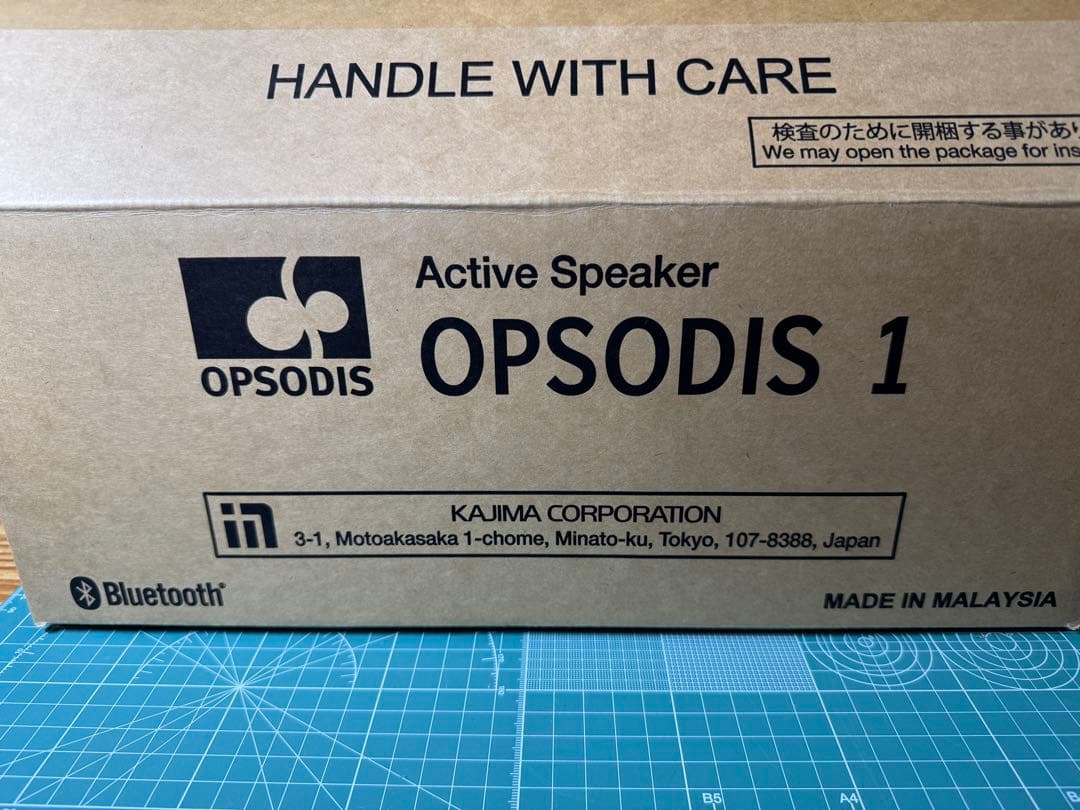 HANDLE WITH CARE
検査のために開梱する事があり
We may open the package for ins
Active Speaker
OPSODIS 1
OPSODIS
KAJIMA CORPORATION
3-1, Motoakasaka 1-chome, Minato-ku, Tokyo, 107-8388, Japan
Bluetooth®
MADE IN MALAYSIA
B5
A4